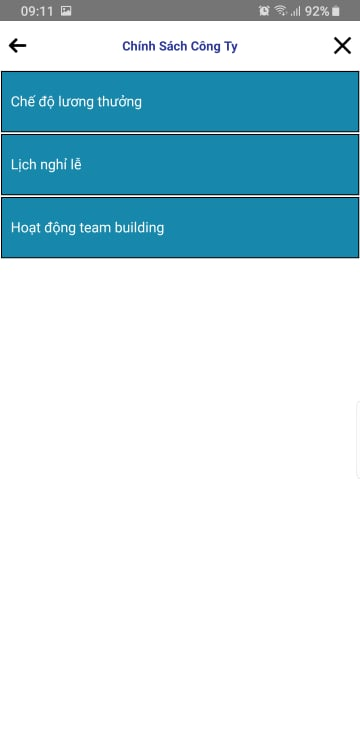 09:11 92%
Chính Sách Công Ty
Chế độ lương thưởng
Lịch nghỉ lễ
Hoạt động team building